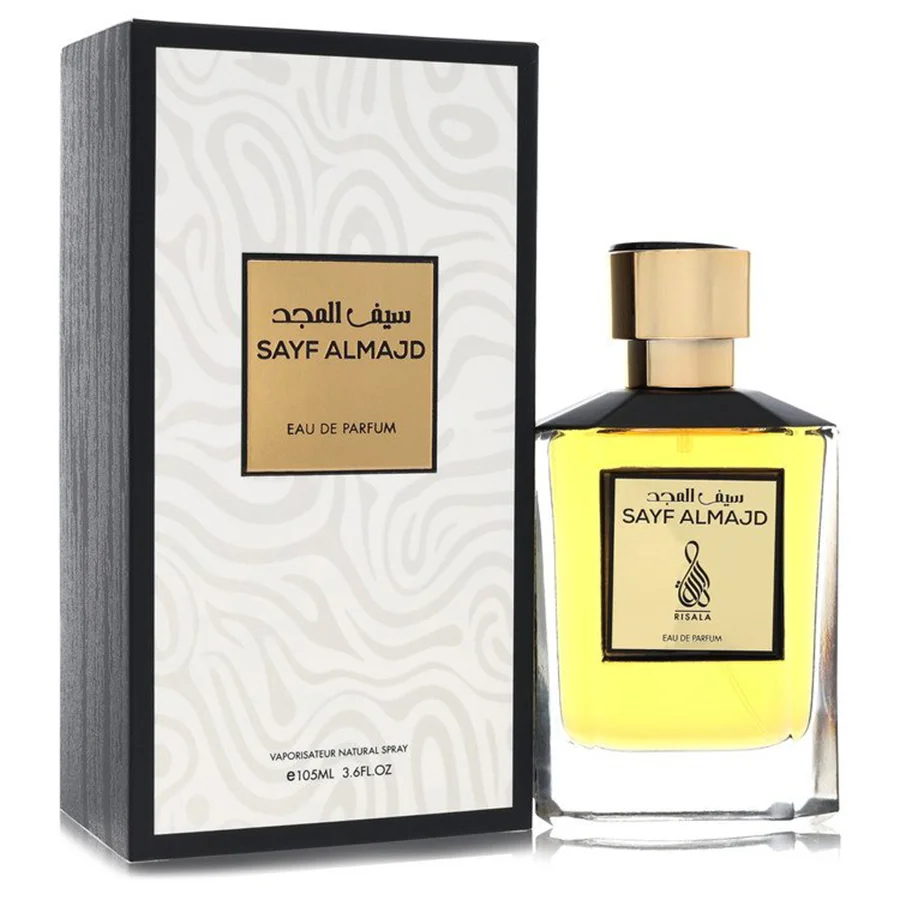 سيف المجد
SAYF ALMAJD
EAU DE PARFUM
VAPORISATEUR NATURAL SPRAY
e105ML 3.6FL.OZ
سيف المجد
SAYF ALMAJD
RISALA
EAU DE PARFUM